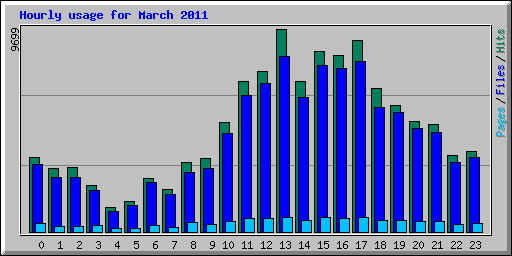 Hourly usage for March 2011
9699
Pages/Files/Hits
0 1 2 3 4 5 6 7 8 9 10 11 12 13 14 15 16 17 18 19 20 21 22 23